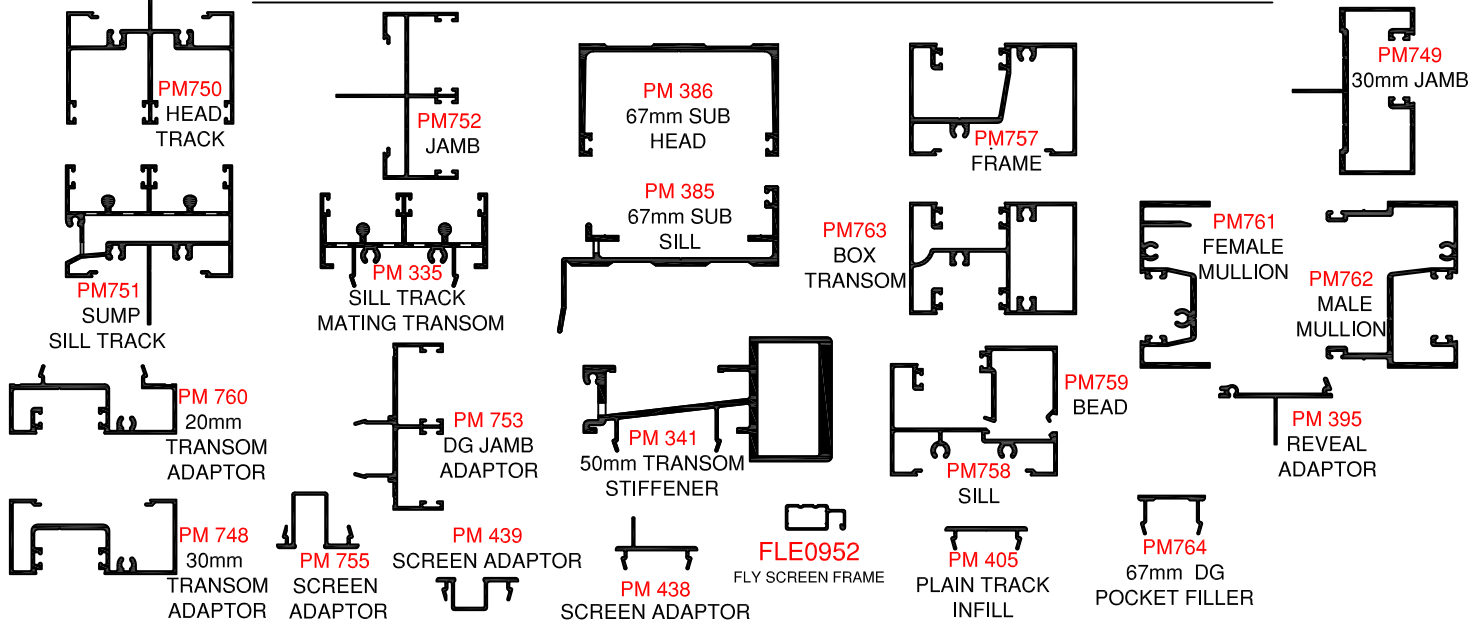 PM750
HEAD
TRACK
PM752
JAMB
PM 386
67mm SUB
HEAD
PM757
FRAME
PM749
30mm JAMB
PM751
SUMP
SILL TRACK
PM 335
SILL TRACK
MATING TRANSOM
PM 385
67mm SUB
SILL
PM763
BOX
TRANSOM
PM761
FEMALE
MULLION
PM762
MALE
MULLION
PM 760
20mm
TRANSOM
ADAPTOR
PM 753
DG JAMB
ADAPTOR
PM 341
50mm TRANSOM
STIFFENER
PM759
BEAD
PM758
SILL
PM 395
REVEAL
ADAPTOR
PM 748
30mm
TRANSOM
ADAPTOR
PM 755
SCREEN
ADAPTOR
PM 439
SCREEN ADAPTOR
PM 438
SCREEN ADAPTOR
FLE0952
FLY SCREEN FRAME
PM 405
PLAIN TRACK
INFILL
PM764
67mm DG
POCKET FILLER